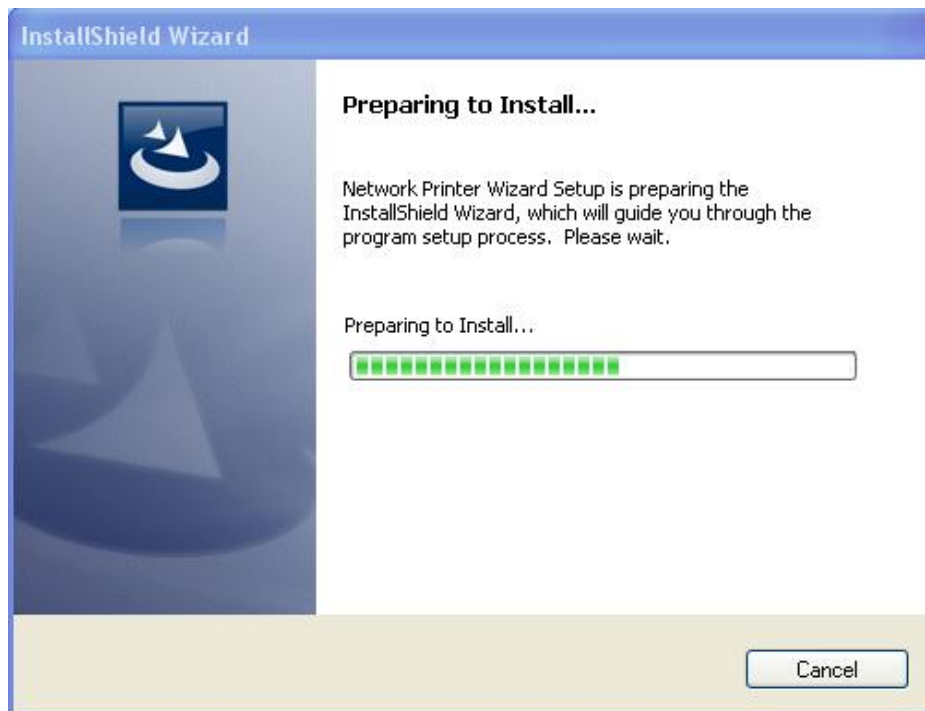 InstallShield Wizard
Preparing to Install...
Network Printer Wizard Setup is preparing the
InstallShield Wizard, which will guide you through the
program setup process.  Please wait.
Preparing to Install...
Cancel